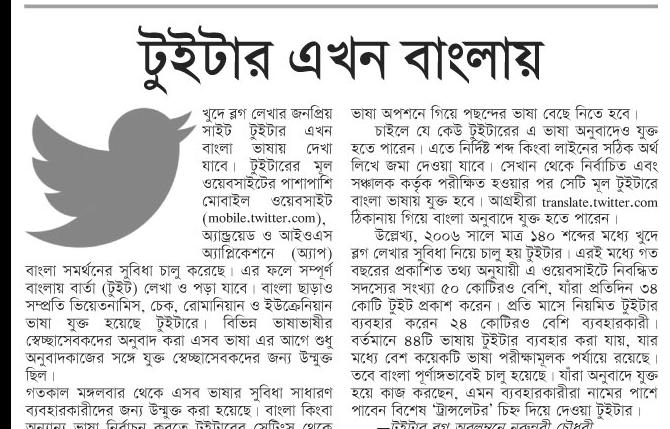 টুইটার এখন বাংলায়
খুদে ব্লগ লেখার জনপ্রিয়
সাইট টুইটার এখন
বাংলা ভাষায় দেখা
যাবে। টুইটারের মূল
ওয়েবসাইটের পাশাপাশি
মোবাইল ওয়েবসাইট
(mobile.twitter.com),
অ্যান্ড্রয়েড ও আইওএস
অ্যাপ্লিকেশনে (অ্যাপ)
বাংলা সমর্থনের সুবিধা চালু করেছে। এর ফলে সম্পূর্ণ
বাংলায় বার্তা (টুইট) লেখা ও পড়া যাবে। বাংলা ছাড়াও
সম্প্রতি ভিয়েতনামিস, চেক, রোমানিয়ান ও ইউক্রেনিয়ান
ভাষা যুক্ত হয়েছে টুইটারে। বিভিন্ন ভাষাভাষীর
স্বেচ্ছাসেবকদের অনুবাদ করা এসব ভাষা এর আগে শুধু
অনুবাদকাজের সঙ্গে যুক্ত স্বেচ্ছাসেবকদের জন্য উন্মুক্ত
ছিল।
গতকাল মঙ্গলবার থেকে এসব ভাষার সুবিধা সাধারণ
ব্যবহারকারীদের জন্য উন্মুক্ত করা হয়েছে। বাংলা কিংবা
অন্যান্য ভাষা নির্বাচন করতে টুইটারের সেটিংস থেকে
ভাষা অপশনে গিয়ে পছন্দের ভাষা বেছে নিতে হবে।
চাইলে যে কেউ টুইটারের এ ভাষা অনুবাদেও যুক্ত
হতে পারেন। এতে নির্দিষ্ট শব্দ কিংবা লাইনের সঠিক অর্থ
লিখে জমা দেওয়া যাবে। সেখান থেকে নির্বাচিত এবং
সঞ্চালক কর্তৃক পরীক্ষিত হওয়ার পর সেটি মূল টুইটারে
বাংলা ভাষায় যুক্ত হবে। আগ্রহীরা translate.twitter.com
ঠিকানায় গিয়ে বাংলা অনুবাদে যুক্ত হতে পারেন।
উল্লেখ্য, ২০০৬ সালে মাত্র ১৪০ শব্দের মধ্যে খুদে
ব্লগ লেখার সুবিধা নিয়ে চালু হয় টুইটার। এরই মধ্যে গত
বছরের প্রকাশিত তথ্য অনুযায়ী এ ওয়েবসাইটে নিবন্ধিত
সদস্যের সংখ্যা ৫০ কোটিরও বেশি, যাঁরা প্রতিদিন ৩৪
কোটি টুইট প্রকাশ করেন। প্রতি মাসে নিয়মিত টুইটার
ব্যবহার করেন ২৪ কোটিরও বেশি ব্যবহারকারী।
বর্তমানে ৪৪টি ভাষায় টুইটার ব্যবহার করা যায়, যার
মধ্যে বেশ কয়েকটি ভাষা পরীক্ষামূলক পর্যায়ে রয়েছে।
তবে বাংলা পূর্ণাঙ্গভাবেই চালু হয়েছে। যাঁরা অনুবাদে যুক্ত
হয়ে কাজ করছেন, এমন ব্যবহারকারীরা নামের পাশে
পাবেন বিশেষ ‘ট্রান্সলেটর’ চিহ্ন দিয়ে দেওয়া টুইটার।
—টুইটার ব্লগ অবলম্বনে নুরুন্নবী চৌধুরী